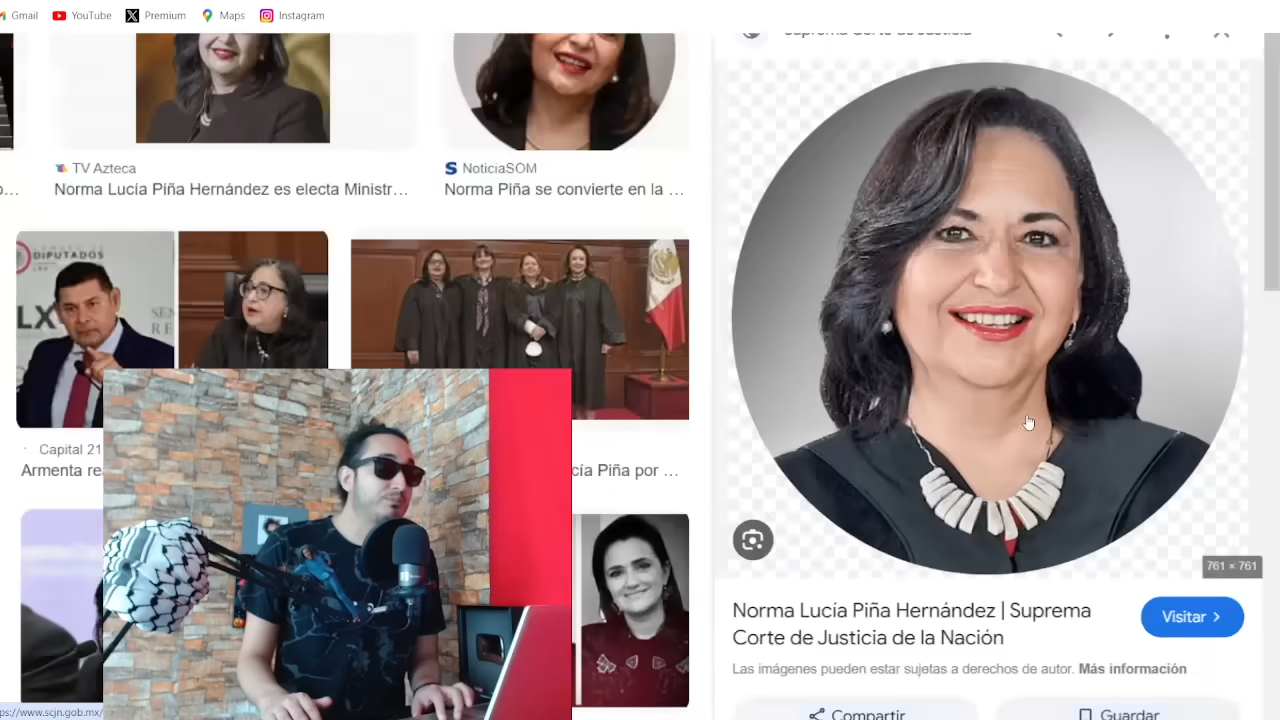 Gmail
YouTube
Premium
Maps
Instagram
Suprema Corte de Justicia
TV Azteca
Norma Lucía Piña Hernández es electa Ministr...
NoticiaSOM
Norma Piña se convierte en la ...
DIPUTADOS
LX
Capital 21
Armenta re
cía Piña por ...
761 × 761
Norma Lucía Piña Hernández | Suprema
Corte de Justicia de la Nación
Visitar
Las imágenes pueden estar sujetas a derechos de autor. Más información
Compartir
Guardar
ps://www.scjn.gob.mx/